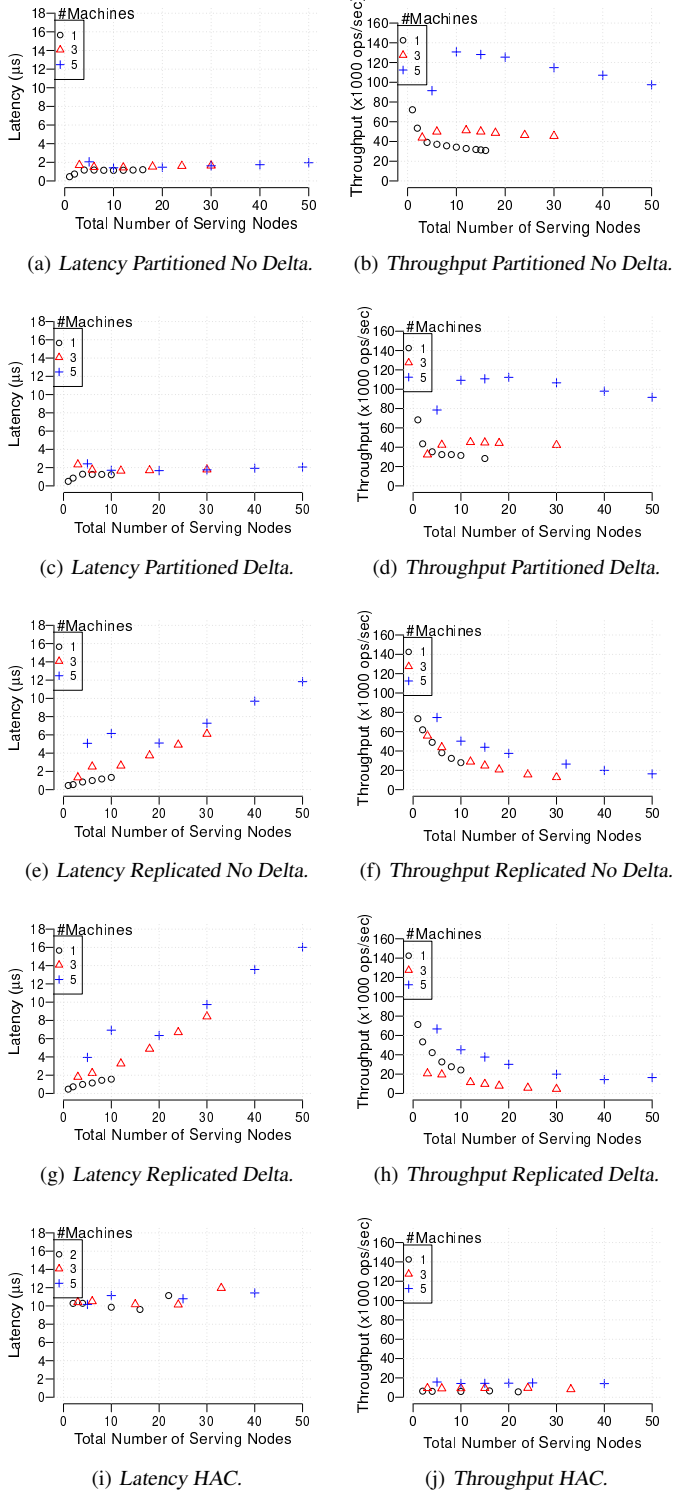 #Machines
1
3
5
Latency (μs)
0 2 4 6 8 10 12 14 16 18
0 10 20 30 40 50
Total Number of Serving Nodes
(a) Latency Partitioned No Delta.
#Machines
1
3
5
Throughput (x1000 ops/sec)
0 20 40 60 80 100 120 140 160
0 10 20 30 40 50
Total Number of Serving Nodes
(b) Throughput Partitioned No Delta.
#Machines
1
3
5
Latency (μs)
0 2 4 6 8 10 12 14 16 18
0 10 20 30 40 50
Total Number of Serving Nodes
(c) Latency Partitioned Delta.
#Machines
1
3
5
Throughput (x1000 ops/sec)
0 20 40 60 80 100 120 140 160
0 10 20 30 40 50
Total Number of Serving Nodes
(d) Throughput Partitioned Delta.
#Machines
1
3
5
Latency (μs)
0 2 4 6 8 10 12 14 16 18
0 10 20 30 40 50
Total Number of Serving Nodes
(e) Latency Replicated No Delta.
#Machines
1
3
5
Throughput (x1000 ops/sec)
0 20 40 60 80 100 120 140 160
0 10 20 30 40 50
Total Number of Serving Nodes
(f) Throughput Replicated No Delta.
#Machines
1
3
5
Latency (μs)
0 2 4 6 8 10 12 14 16 18
0 10 20 30 40 50
Total Number of Serving Nodes
(g) Latency Replicated Delta.
#Machines
1
3
5
Throughput (x1000 ops/sec)
0 20 40 60 80 100 120 140 160
0 10 20 30 40 50
Total Number of Serving Nodes
(h) Throughput Replicated Delta.
#Machines
2
3
5
Latency (μs)
0 2 4 6 8 10 12 14 16 18
0 10 20 30 40 50
Total Number of Serving Nodes
(i) Latency HAC.
#Machines
1
3
5
Throughput (x1000 ops/sec)
0 20 40 60 80 100 120 140 160
0 10 20 30 40 50
Total Number of Serving Nodes
(j) Throughput HAC.